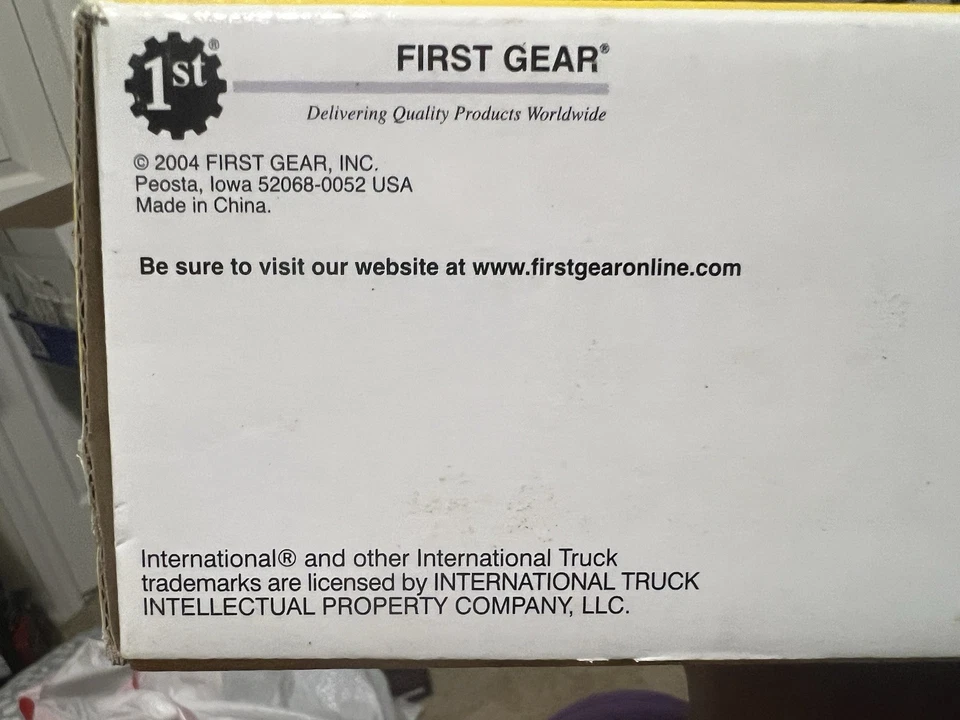 1st®
FIRST GEAR®
Delivering Quality Products Worldwide
© 2004 FIRST GEAR, INC.
Peosta, Iowa 52068-0052 USA
Made in China.
Be sure to visit our website at www.firstgearonline.com
International® and other International Truck
trademarks are licensed by INTERNATIONAL TRUCK
INTELLECTUAL PROPERTY COMPANY, LLC.